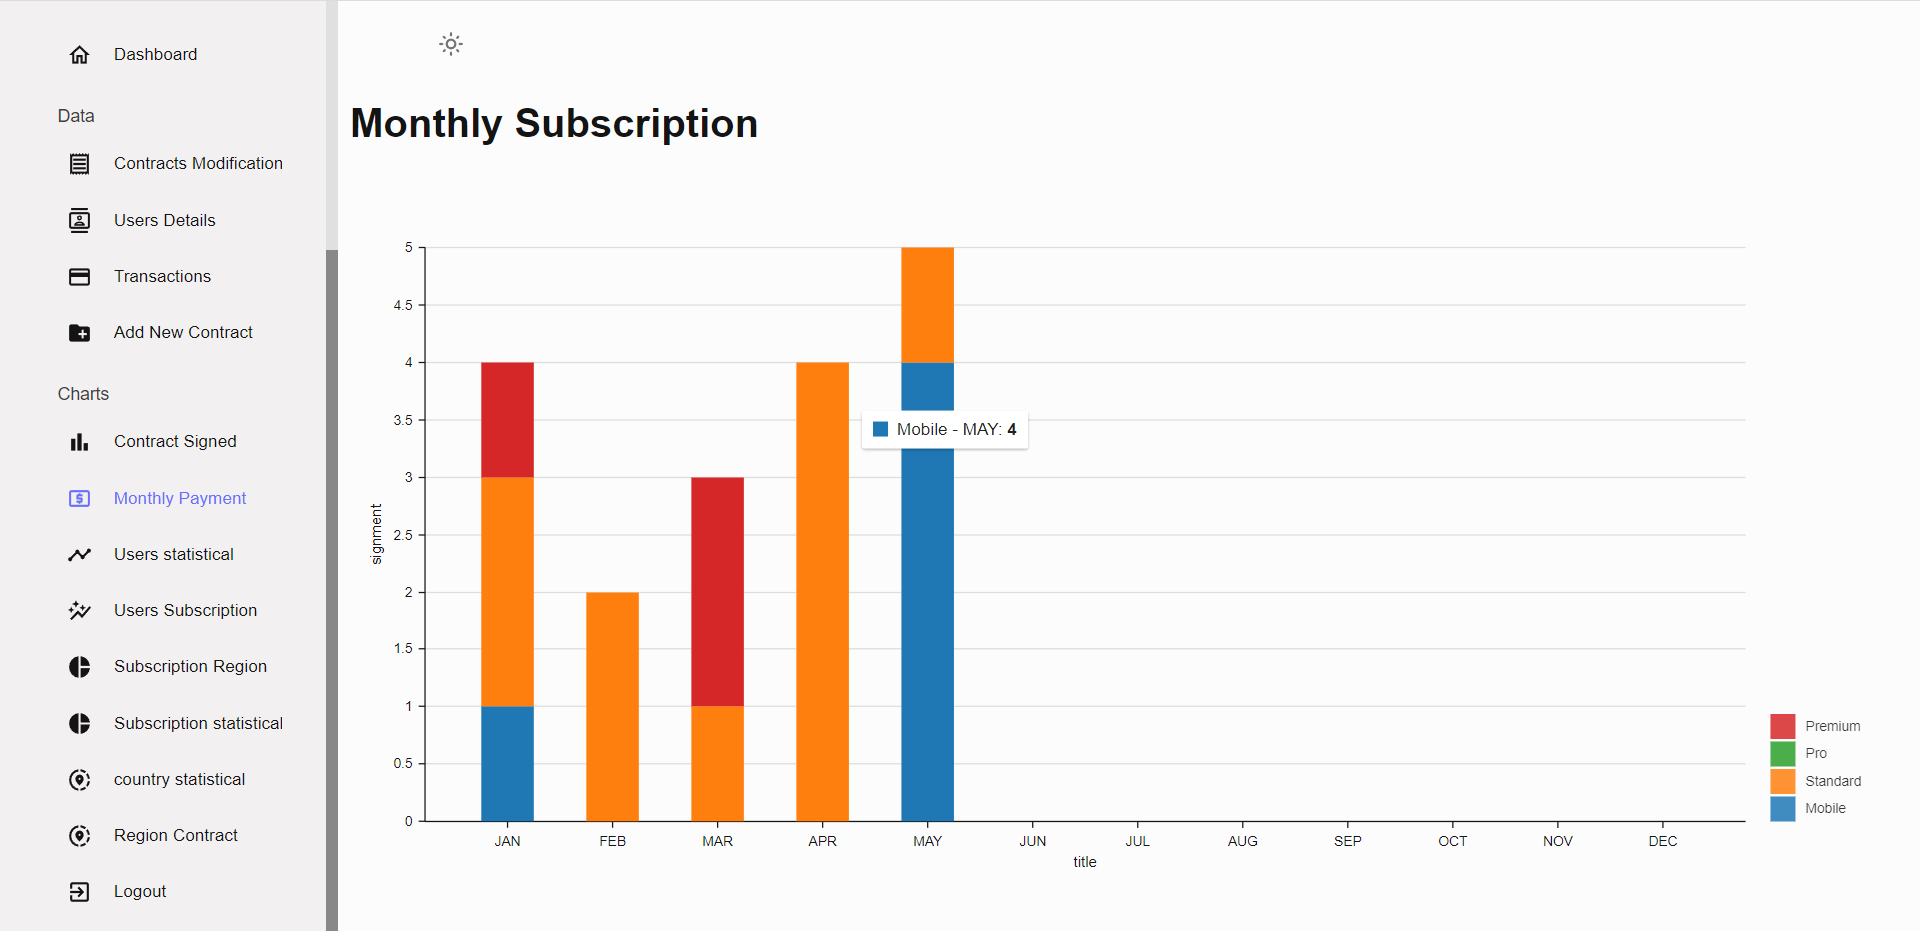 Dashboard
Data
Contracts Modification
Users Details
Transactions
Add New Contract
Charts
Contract Signed
Monthly Payment
Users statistical
Users Subscription
Subscription Region
Subscription statistical
country statistical
Region Contract
Logout
Monthly Subscription
5
4.5
4
3.5
3
2.5
2
1.5
1
0.5
0
signment
Mobile - MAY: 4
JAN FEB MAR APR MAY JUN JUL AUG SEP OCT NOV DEC
title
Premium
Pro
Standard
Mobile